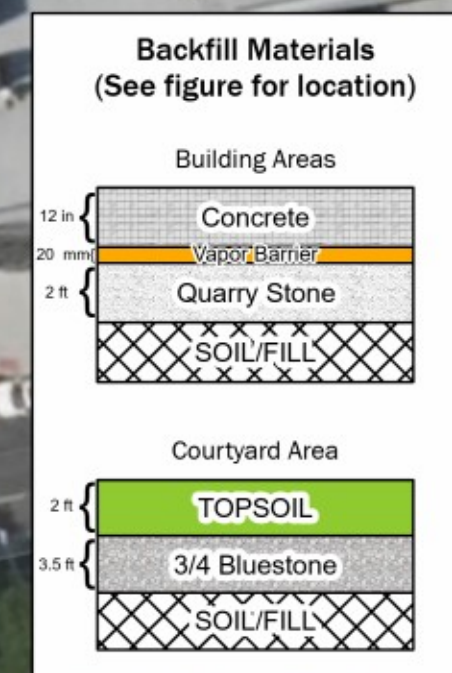 Backfill Materials
(See figure for location)
Building Areas
12 in
Concrete
20 mm
Vapor Barrier
2 ft
Quarry Stone
SOIL/FILL
Courtyard Area
2 ft
TOPSOIL
3.5 ft
3/4 Bluestone
SOIL/FILL